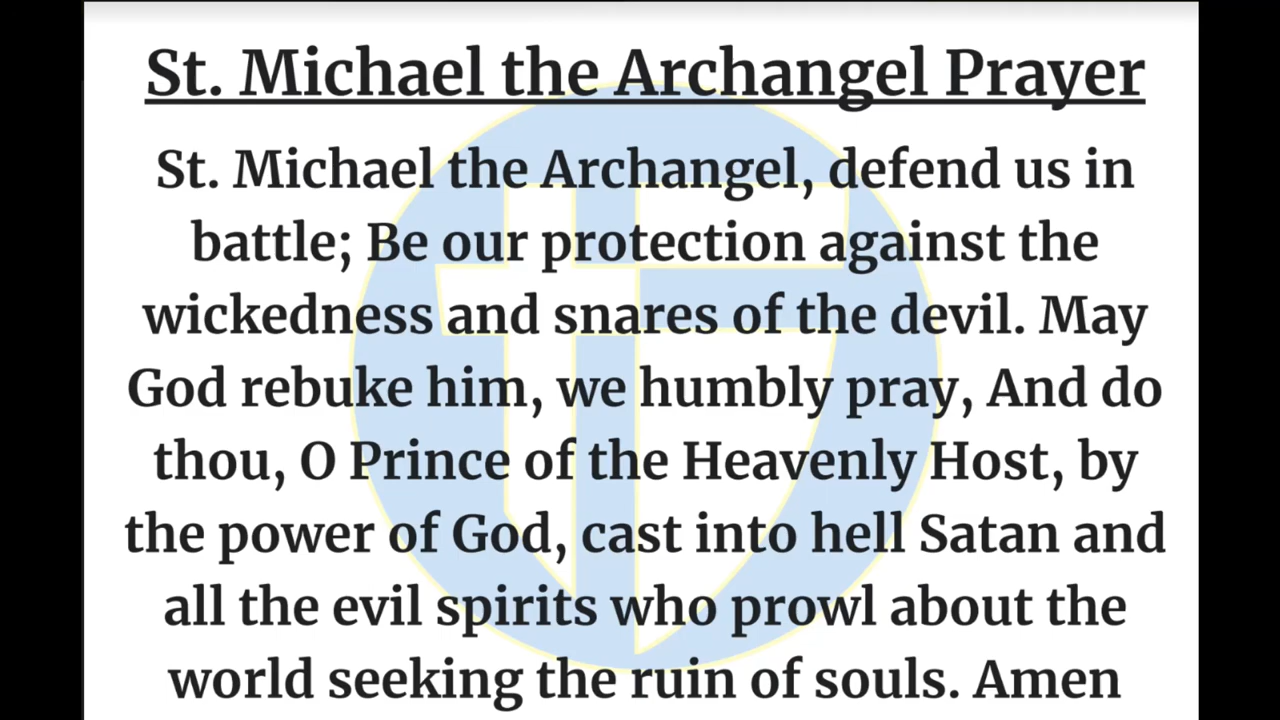 St. Michael the Archangel Prayer
St. Michael the Archangel, defend us in
battle; Be our protection against the
wickedness and snares of the devil. May
God rebuke him, we humbly pray, And do
thou, O Prince of the Heavenly Host, by
the power of God, cast into hell Satan and
all the evil spirits who prowl about the
world seeking the ruin of souls. Amen